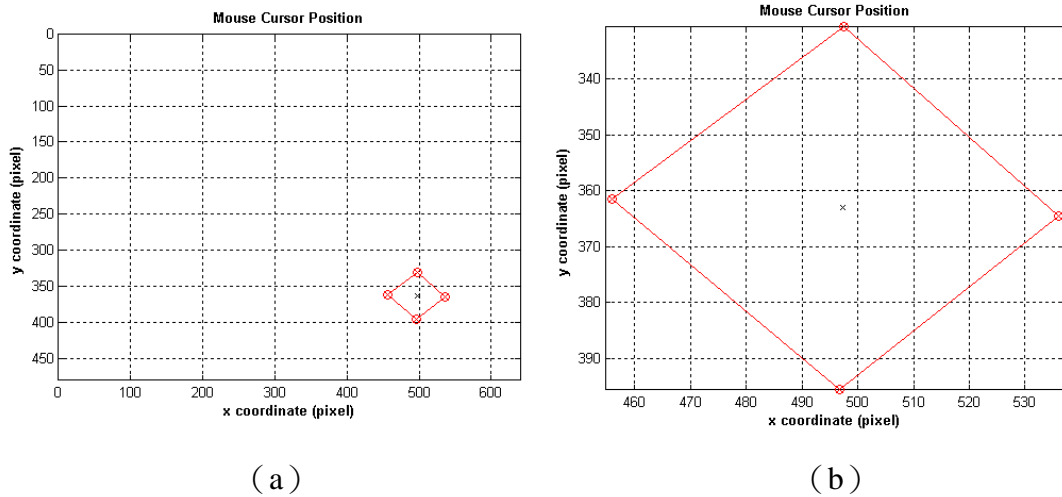 Mouse Cursor Position
0
50
100
150
200
250
300
350
400
450
y coordinate (pixel)
0 100 200 300 400 500 600
x coordinate (pixel)
(a)
Mouse Cursor Position
340
350
360
370
380
390
y coordinate (pixel)
460 470 480 490 500 510 520 530
x coordinate (pixel)
(b)